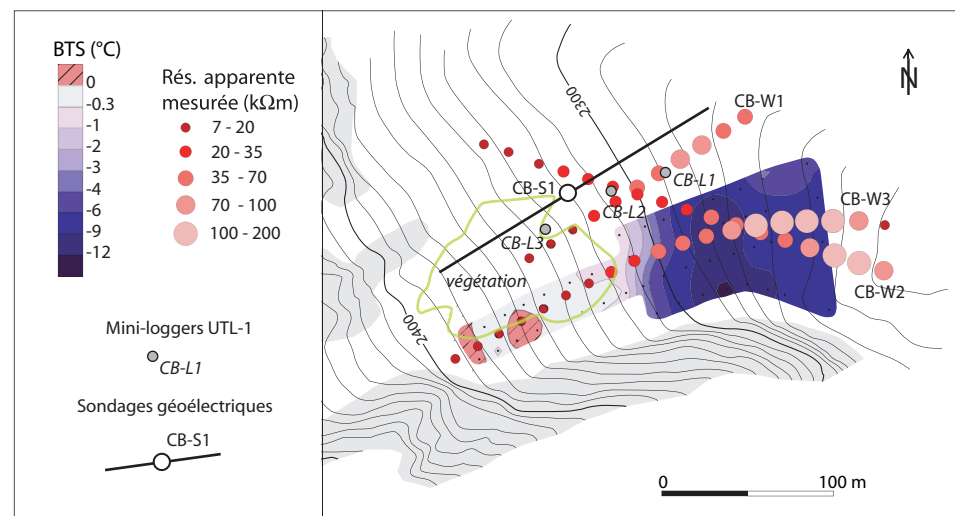 BTS (°C)
0
-0.3
-1
-2
-3
-4
-6
-9
-12
Rés. apparente
mesurée (kΩm)
7 - 20
20 - 35
35 - 70
70 - 100
100 - 200
Mini-loggers UTL-1
CB-L1
Sondages géoélectriques
CB-S1
N
2300
CB-W1
CB-S1
CB-L1
CB-L2
CB-W3
CB-L3
végétation
CB-W2
2400
0 100 m